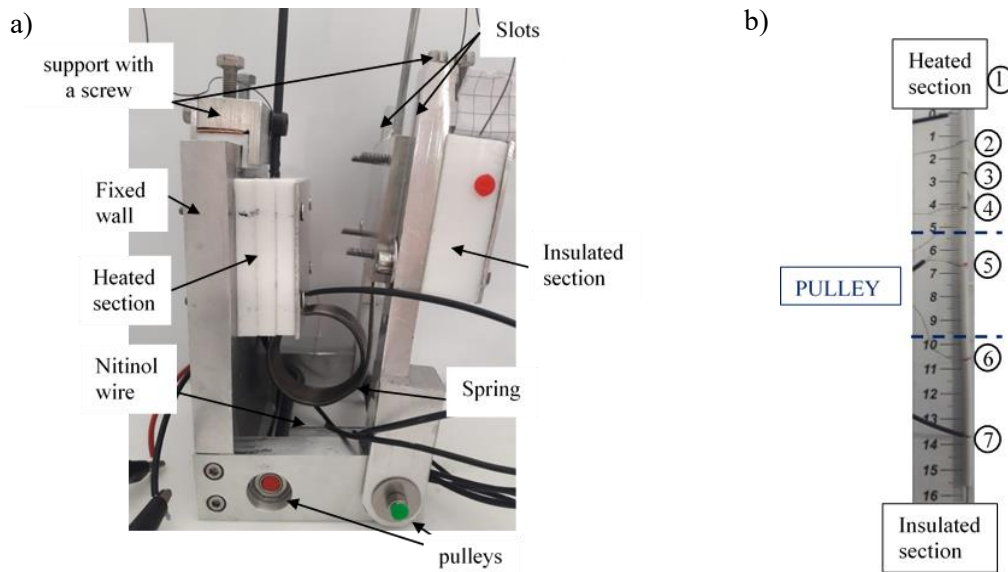 a)
support with
a screw
Slots
Fixed
wall
Heated
section
Insulated
section
Nitinol
wire
Spring
pulleys
b)
Heated
section
1
0
1
2
2
3
3
4
4
5
6
5
7
PULLEY
8
9
10
6
11
12
13
7
14
15
16
Insulated
section